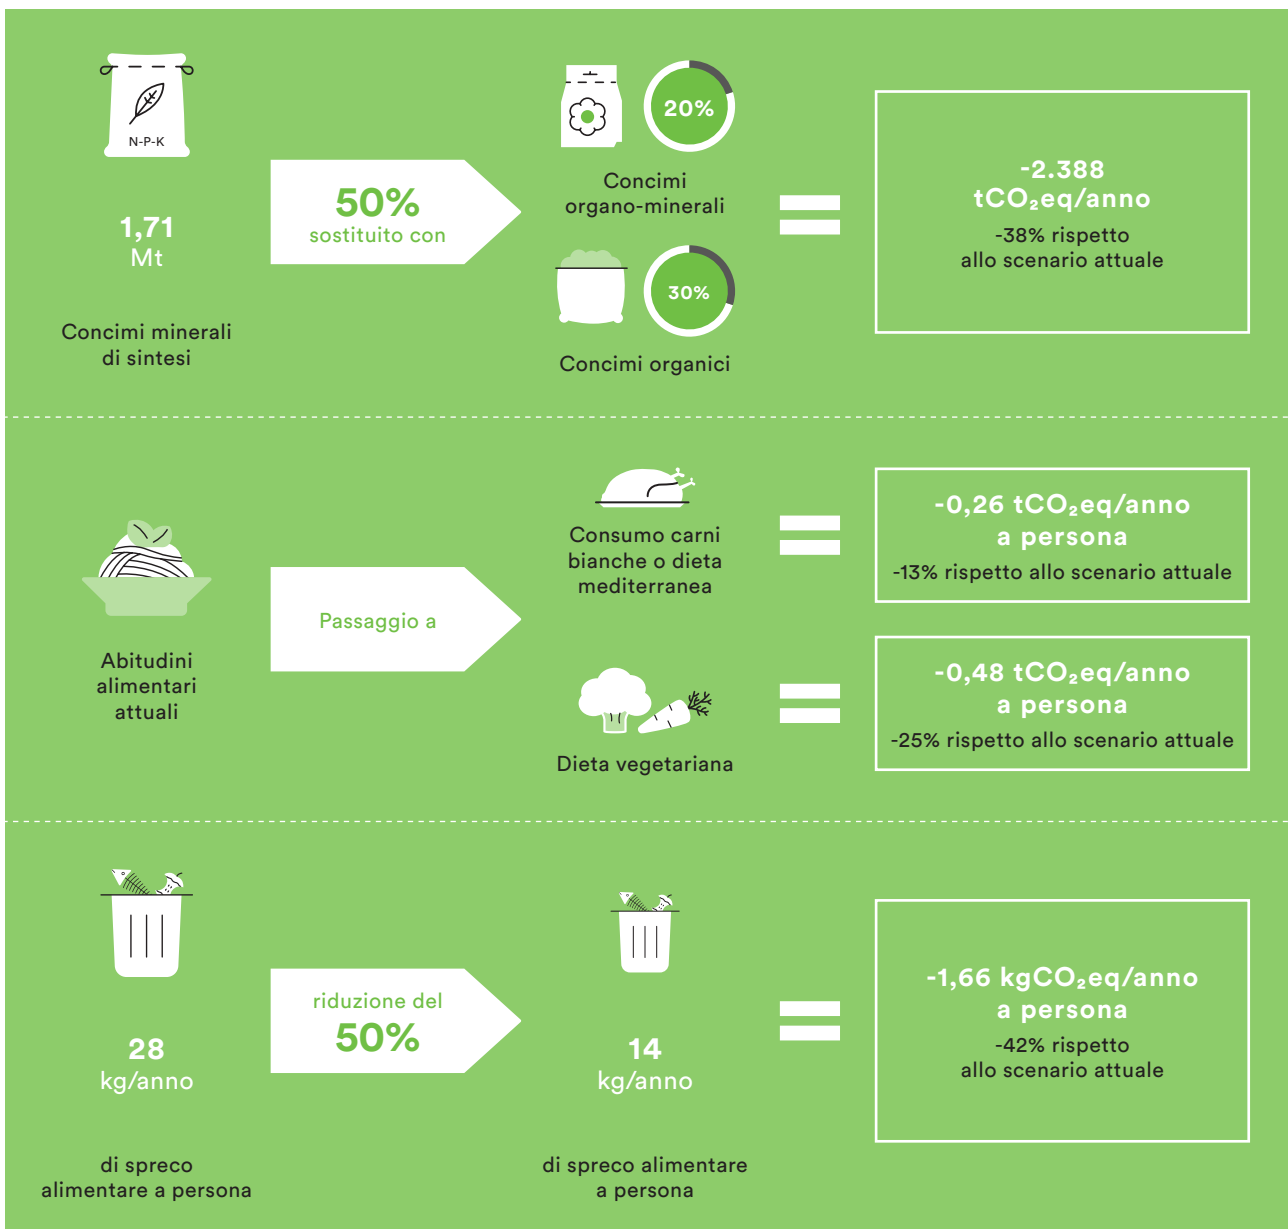 N-P-K
1,71
Mt
Concimi minerali
di sintesi
50%
sostituito con
20%
Concimi
organo-minerali
30%
Concimi organici
-2.388
tCO₂eq/anno
-38% rispetto
allo scenario attuale
Abitudini
alimentari
attuali
Passaggio a
Consumo carni
bianche o dieta
mediterranea
-0,26 tCO₂eq/anno
a persona
-13% rispetto allo scenario attuale
Dieta vegetariana
-0,48 tCO₂eq/anno
a persona
-25% rispetto allo scenario attuale
28
kg/anno
di spreco
alimentare a persona
riduzione del
50%
14
kg/anno
di spreco alimentare
a persona
-1,66 kgCO₂eq/anno
a persona
-42% rispetto
allo scenario attuale